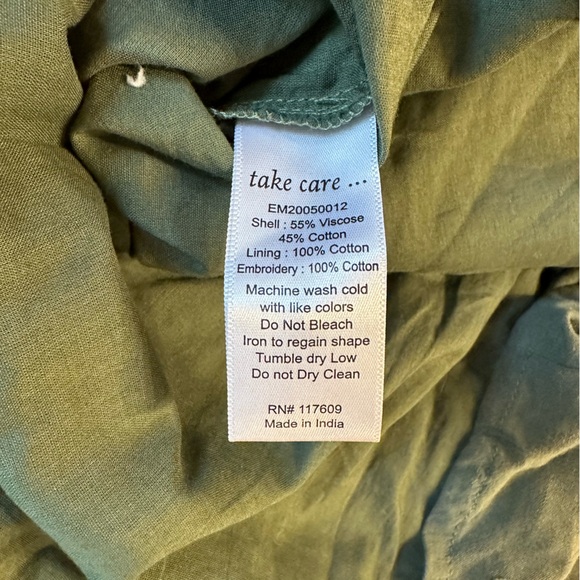 take care ...
EM20050012
Shell : 55% Viscose
45% Cotton
Lining : 100% Cotton
Embroidery : 100% Cotton
Machine wash cold
with like colors
Do Not Bleach
Iron to regain shape
Tumble dry Low
Do not Dry Clean
RN# 117609
Made in India